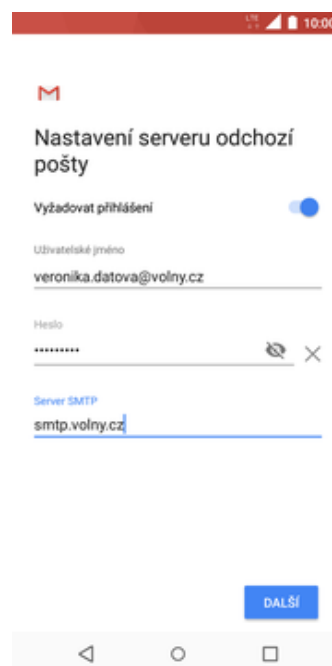 LTE 10:00
Nastavení serveru odchozí
pošty
Vyžadovat přihlášení
Uživatelské jméno
veronika.datova@volny.cz
Heslo
•••••••••
Server SMTP
smtp.volny.cz
DALŠÍ